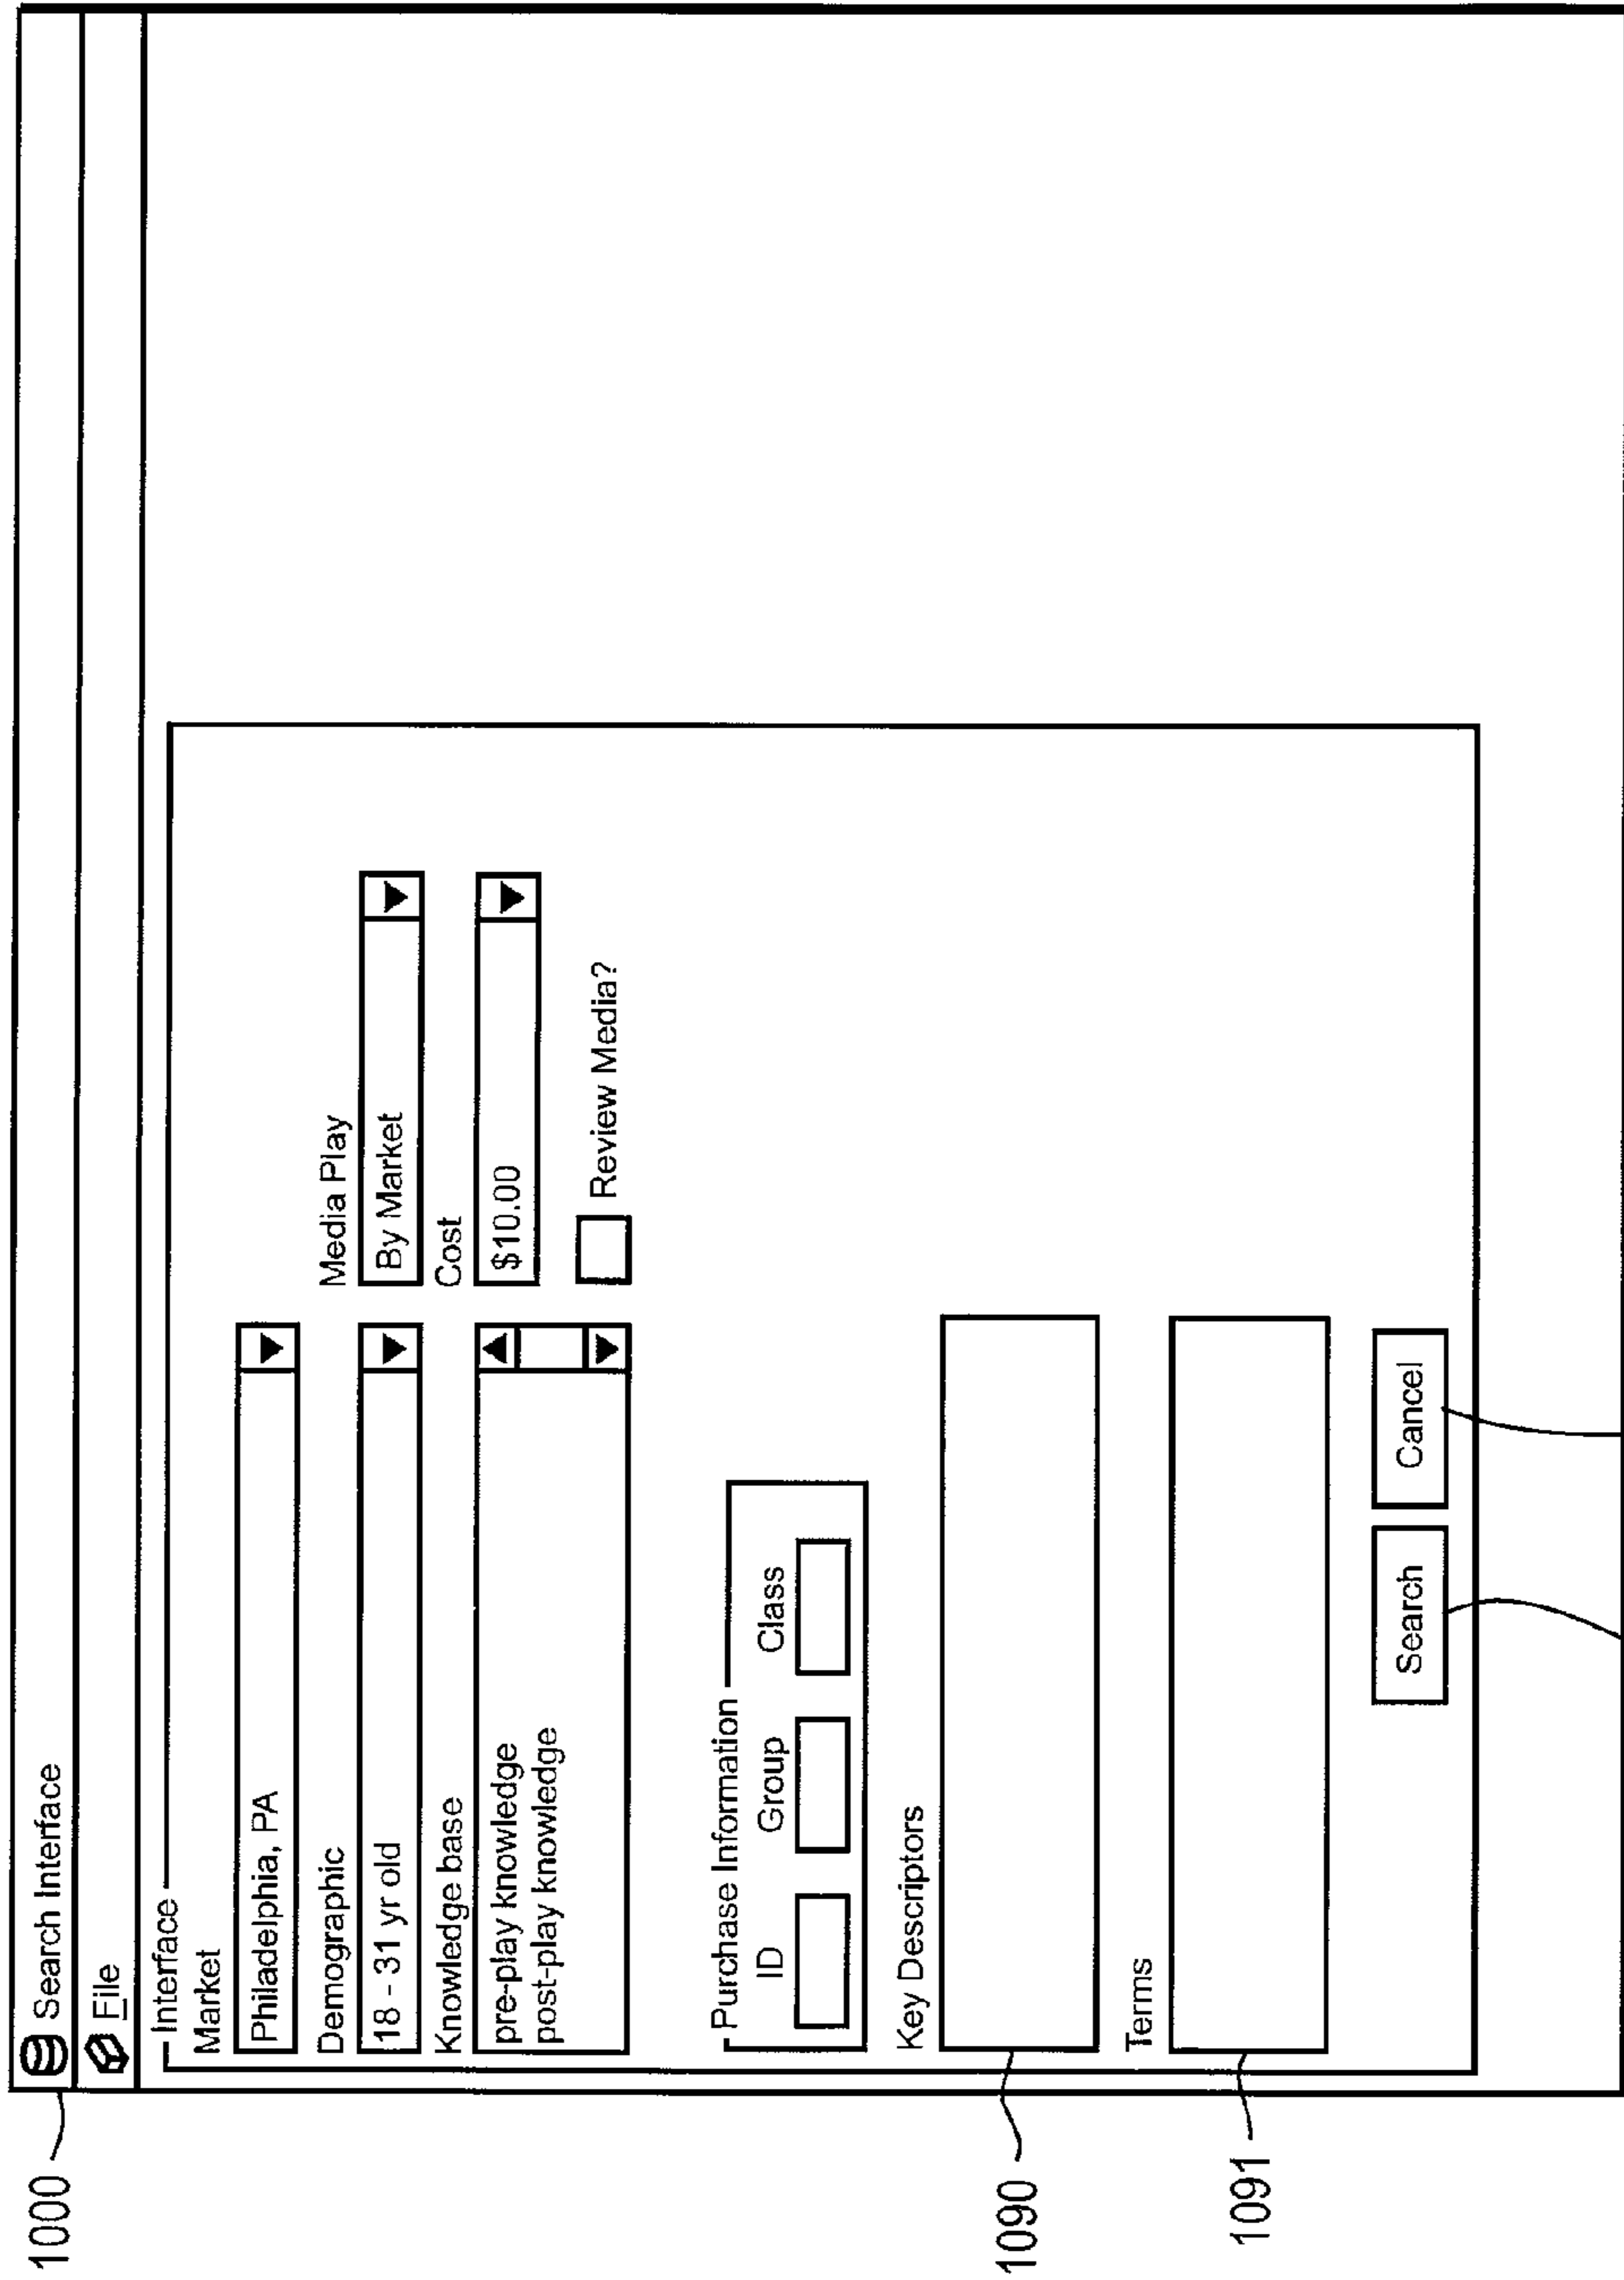 1000
Search Interface
File
Interface
Market
Philadelphia, PA
Demographic
18 - 31 yr old
Media Play
By Market
Knowledge base
pre-play knowledge
post-play knowledge
Cost
$10.00
Review Media?
Purchase Information
ID Group Class
Key Descriptors
1090
Terms
1091
Search Cancel